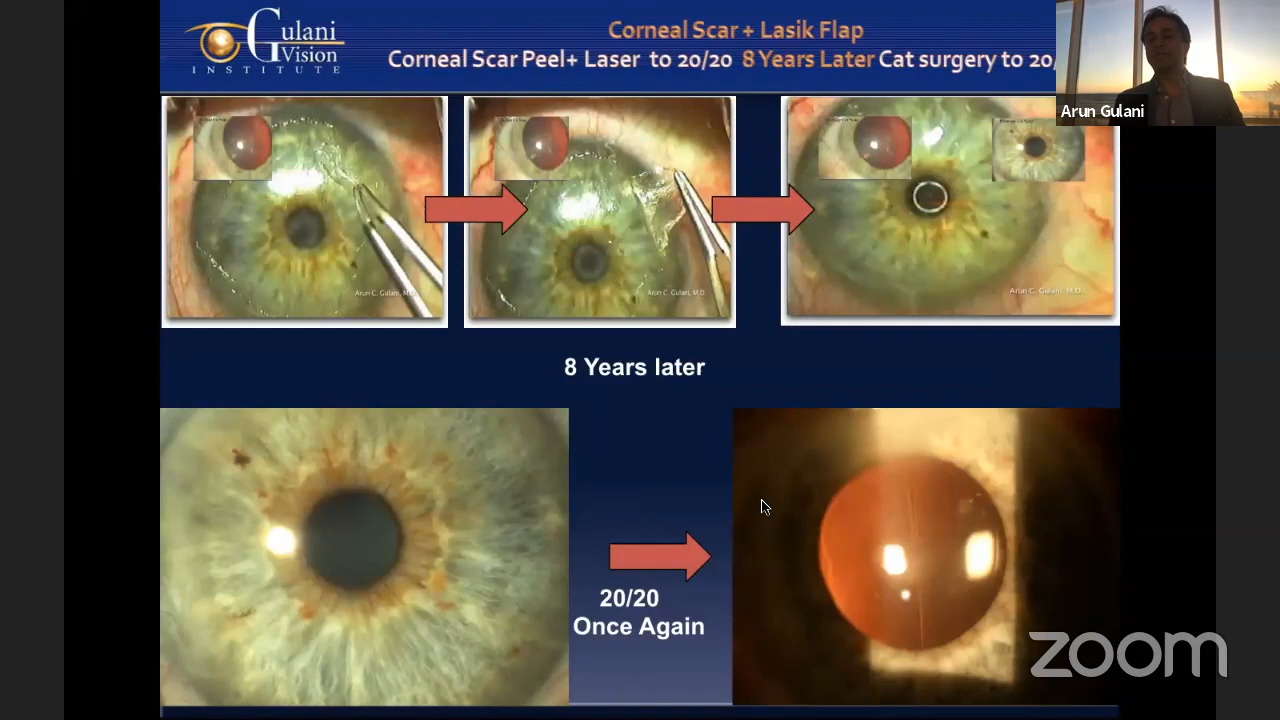 Gulani
Vision
INSTITUTE
Corneal Scar + Lasik Flap
Corneal Scar Peel+ Laser to 20/20 8 Years Later Cat surgery to 20/
Arun Gulani
Arun C. Gulani, M.D.
Arun C. Gulani, M.D.
Arun C. Gulani, M.D.
8 Years later
20/20
Once Again
zoom